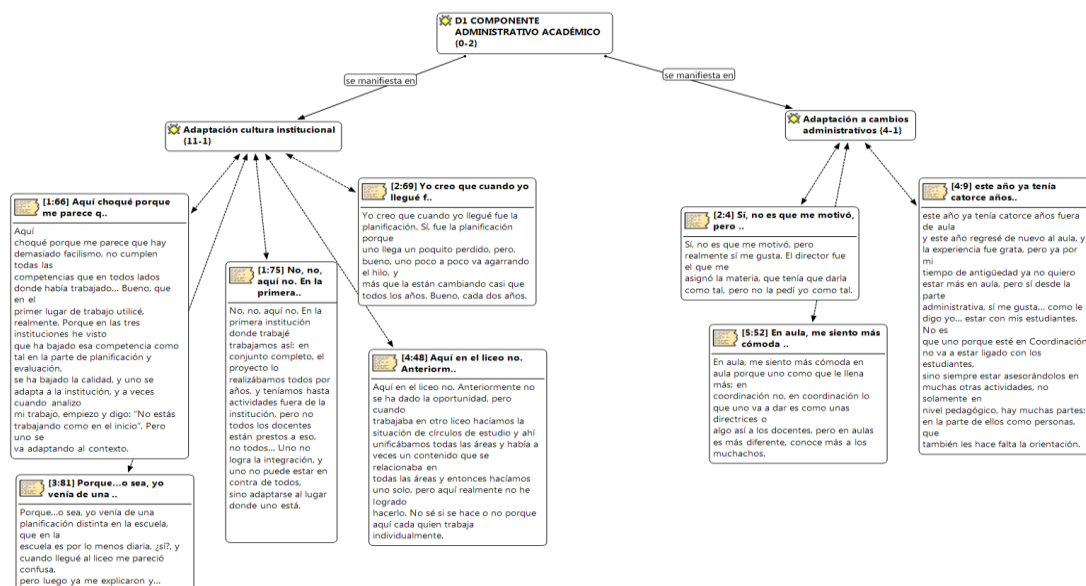 D1 COMPONENTE
ADMINISTRATIVO ACADÉMICO
(0-2)
se manifiesta en
se manifiesta en
Adaptación cultura institucional
(11-1)
Adaptación a cambios
administratívos (4-1)
[1:66] Aquí choqué porque
me parece q..
Aquí
choqué porque me parece que hay
demasiado facilismo, no cumplen
todas las
competencias que en todos lados
donde había trabajado... Bueno, que
en el
primer lugar de trabajo utilicé,
realmente. Porque en las tres
instituciones he visto
que ha bajado esa competencia como
tal en la parte de planificación y
evaluación,
se ha bajado la calidad, y uno se
adapta a la institución, y a veces
cuando analizo
mi trabajo, empiezo y digo: "No estás
trabajando como en el inicio". Pero
uno se
va adaptando al contexto.
[3:81] Porque...o sea, yo
venía de una ..
Porque...o sea, yo venía de una
planificación distinta en la escuela,
que en la
escuela es por lo menos diaria, ¿sí?, y
cuando llegué al liceo me pareció
confusa,
pero luego ya me explicaron y...
[1:75] No, no,
aquí no. En la
primera..
No, no, aquí no. En la
primera institución
donde trabajé
trabajamos así: en
conjunto completo, el
proyecto lo
realizábamos todos por
años, y teníamos hasta
actividades fuera de la
institución, pero no
todos los docentes
están prestos a eso,
no todos... Uno no
logra la integración, y
uno no puede estar en
contra de todos,
sino adaptarse al lugar
donde uno está.
[2:69] Yo creo que cuando yo
llegué f..
Yo creo que cuando yo llegué fue la
planificación. Sí, fue la planificación
porque
uno llega un poquito perdido, pero,
bueno, uno poco a poco va agarrando
el hilo, y
más que la están cambiando casi que
todos los años. Bueno, cada dos años.
[4:48] Aquí en el liceo no.
Anteriorm..
Aquí en el liceo no. Anteriormente no
se ha dado la oportunidad, pero
cuando
trabajaba en otro liceo hacíamos la
situación de círculos de estudio y ahí
unificábamos todas las áreas y había a
veces un contenido que se
relacionaba en
todas las áreas y entonces hacíamos
uno solo, pero aquí realmente no he
logrado
hacerlo. No sé si se hace o no porque
aquí cada quien trabaja
individualmente.
[2:4] Sí, no es que me motivó,
pero ..
Sí, no es que me motivó, pero
realmente sí me gusta. El director fue
el que me
asignó la materia, que tenía que darla
como tal, pero no la pedí yo como tal.
[5:52] En aula, me siento más
cómoda ..
En aula, me siento más cómoda en
aula porque uno como que le llena
más; en
coordinación no, en coordinación lo
que uno va a dar es como unas
directrices o
algo así a los docentes, pero en aulas
es más diferente, conoce más a los
muchachos.
[4:9] este año ya tenía
catorce años..
este año ya tenía catorce años fuera
de aula
y este año regresé de nuevo al aula, y
la experiencia fue grata, pero ya por
mi
tiempo de antigüedad ya no quiero
estar más en aula, pero sí desde la
parte
administrativa, sí me gusta... como le
digo yo... estar con mis estudiantes.
No es
que uno porque esté en Coordinación
no va a estar ligado con los
estudiantes,
sino siempre estar asesorándolos en
muchas otras actividades, no
solamente en
nivel pedagógico, hay muchas partes:
en la parte de ellos como personas,
que
también les hace falta la orientación.